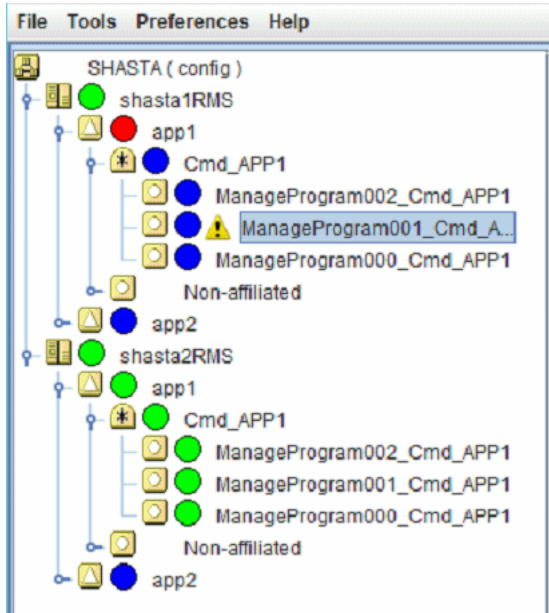 File Tools Preferences Help
SHASTA ( config )
shasta1RMS
app1
Cmd_APP1
ManageProgram002_Cmd_APP1
ManageProgram001_Cmd_A...
ManageProgram000_Cmd_APP1
Non-affiliated
app2
shasta2RMS
app1
Cmd_APP1
ManageProgram002_Cmd_APP1
ManageProgram001_Cmd_APP1
ManageProgram000_Cmd_APP1
Non-affiliated
app2